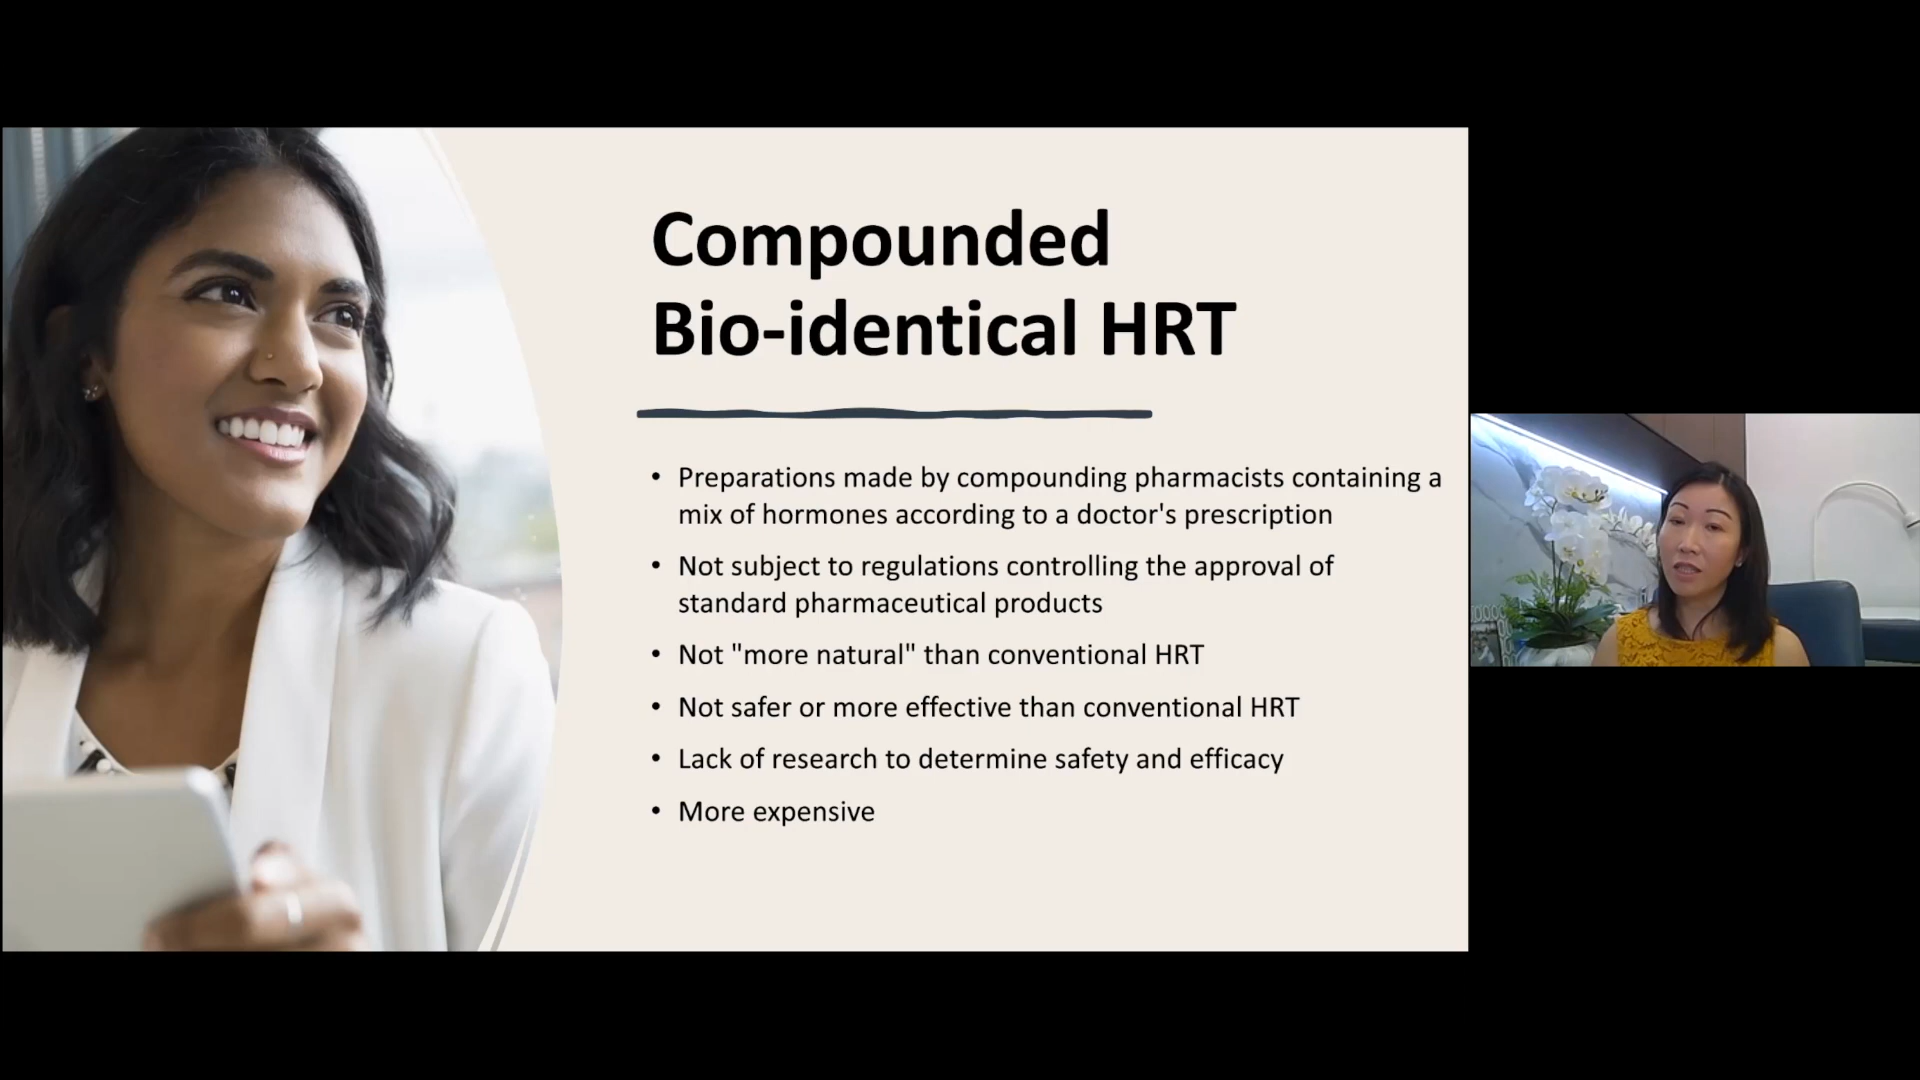 Compounded
Bio-identical HRT
• Preparations made by compounding pharmacists containing a
mix of hormones according to a doctor's prescription
• Not subject to regulations controlling the approval of
standard pharmaceutical products
• Not "more natural" than conventional HRT
• Not safer or more effective than conventional HRT
• Lack of research to determine safety and efficacy
• More expensive